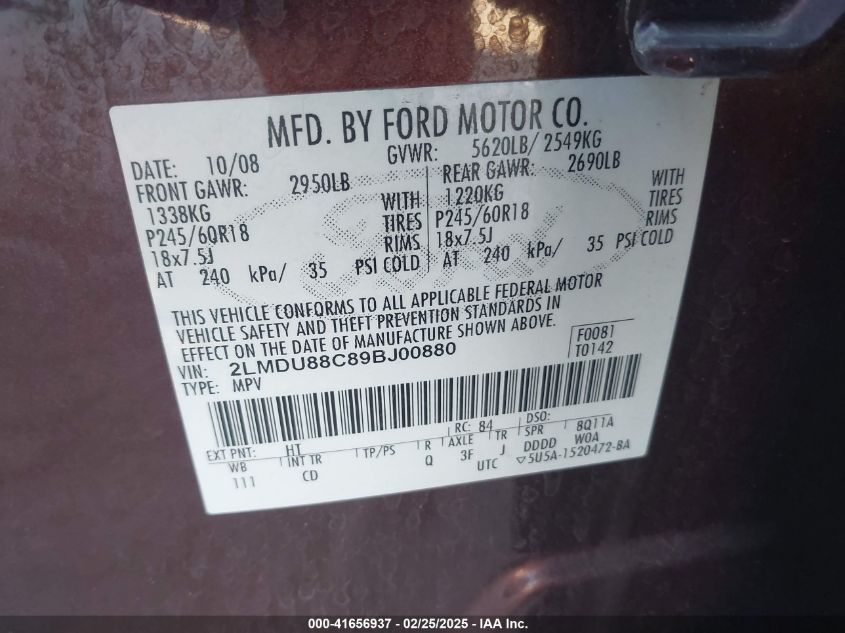 MFD. BY FORD MOTOR CO.
DATE: 10/08 GVWR: 5620LB/ 2549KG
FRONT GAWR: 2950LB REAR GAWR: 2690LB
1338KG WITH 1220KG WITH
P245/60R18 TIRES P245/60R18 TIRES
18x7.5J RIMS 18x7.5J RIMS
AT 240 kPa/ 35 PSI COLD AT 240 kPa/ 35 PSI COLD
THIS VEHICLE CONFORMS TO ALL APPLICABLE FEDERAL MOTOR
VEHICLE SAFETY AND THEFT PREVENTION STANDARDS IN
EFFECT ON THE DATE OF MANUFACTURE SHOWN ABOVE.
F0081
VIN: 2LMDU88C89BJ00880 T0142
TYPE: MPV
EXT PNT: HT RC: 84 DSO:
WB INT TR TP/PS R AXLE TR SPR 8Q11A
111 CD Q 3F J DDDD WOA
UTC ▽5U5A-1520472-BA
000-41656937 - 02/25/2025 - IAA Inc.